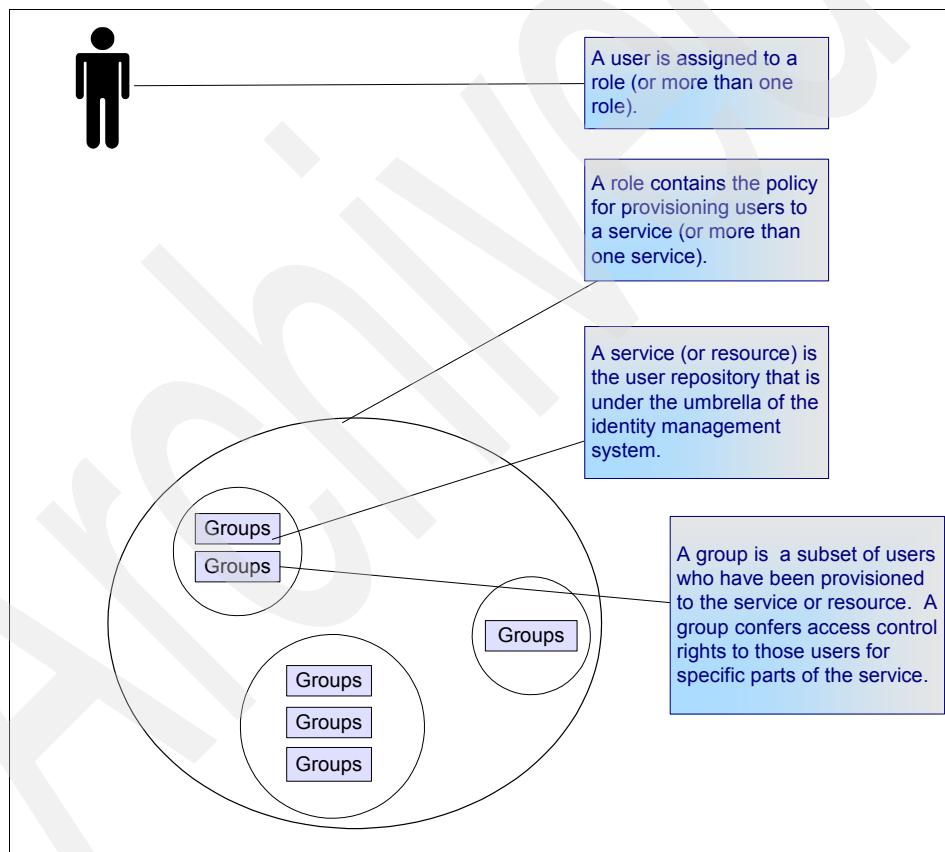 A user is assigned to a
role (or more than one
role).
A role contains the policy
for provisioning users to
a service (or more than
one service).
A service (or resource) is
the user repository that is
under the umbrella of the
identity management
system.
Groups
Groups
A group is  a subset of users
who have been provisioned
to the service or resource.  A
group confers access control
rights to those users for
specific parts of the service.
Groups
Groups
Groups
Groups
Archived